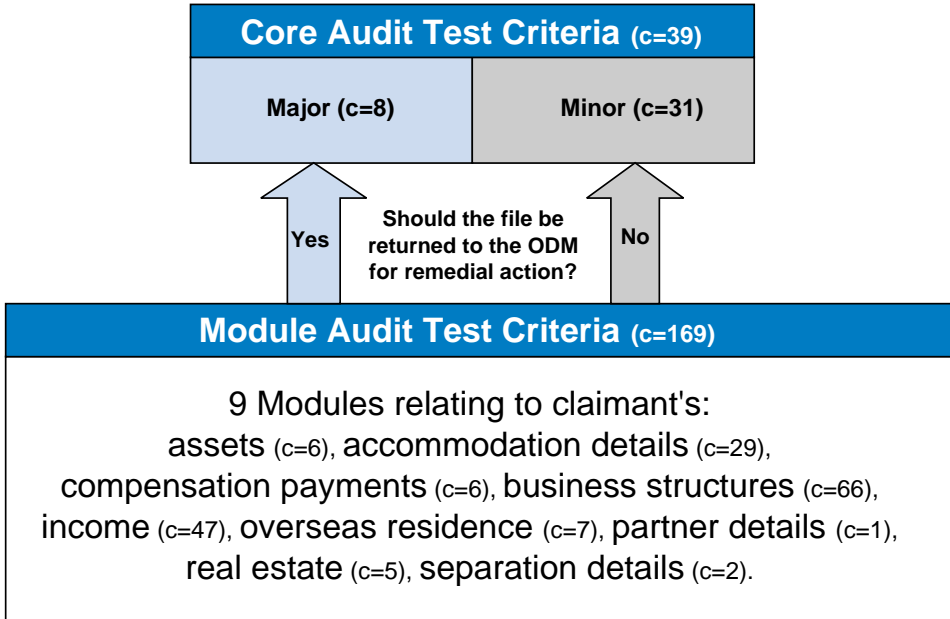 Core Audit Test Criteria (c=39)
Major (c=8)
Minor (c=31)
Yes
Should the file be
returned to the ODM
for remedial action?
No
Module Audit Test Criteria (c=169)
9 Modules relating to claimant's:
assets (c=6), accommodation details (c=29),
compensation payments (c=6), business structures (c=66),
income (c=47), overseas residence (c=7), partner details (c=1),
real estate (c=5), separation details (c=2).